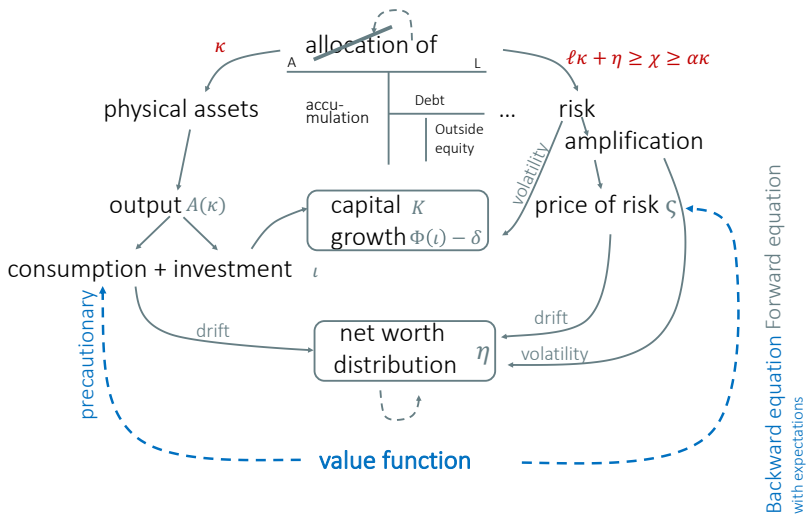 allocation of
κ
ℓκ + η ≥ χ ≥ ακ
A
L
physical assets
accu-
mulation
Debt
...
Outside
equity
risk
amplification
volatility
output A(κ)
capital K
growth Φ(ι) − δ
price of risk ς
consumption + investment ι
precautionary
drift
net worth
distribution η
drift
volatility
value function
Backward equation Forward equation
with expectations